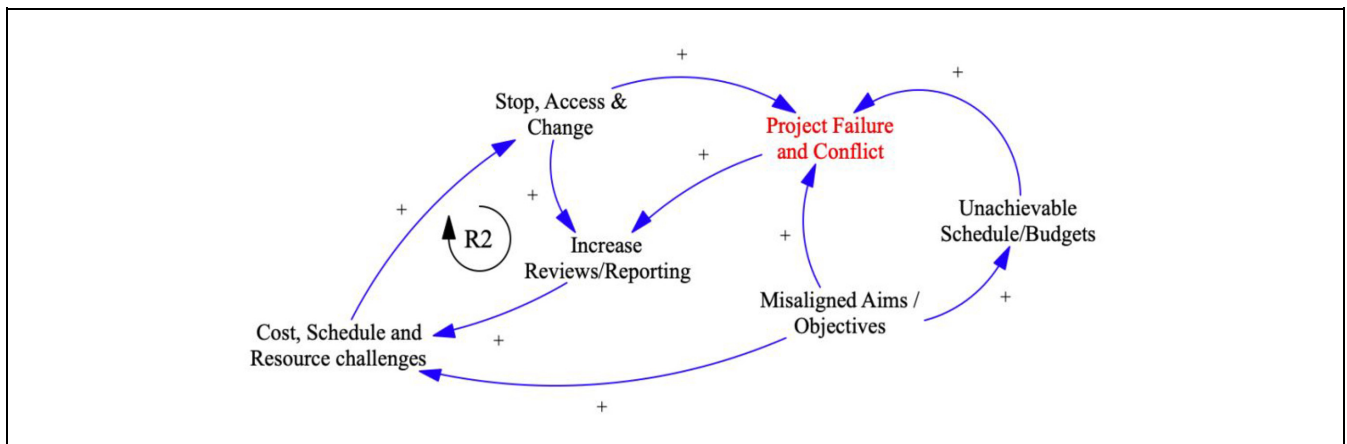 +
+
Stop, Access &
Change
Project Failure
and Conflict
+
+
+
R2
Unachievable
Schedule/Budgets
+
Increase
Reviews/Reporting
Misaligned Aims /
Objectives
+
Cost, Schedule and
Resource challenges
+
+